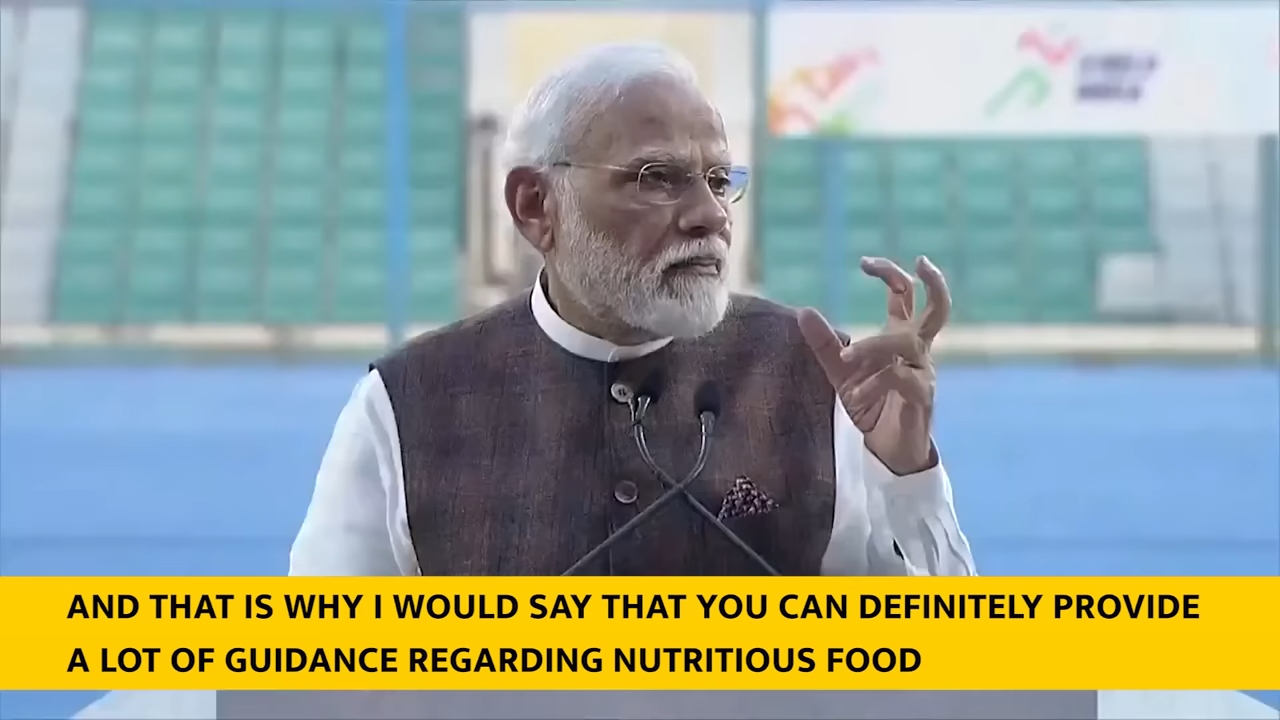 AND THAT IS WHY I WOULD SAY THAT YOU CAN DEFINITELY PROVIDE
A LOT OF GUIDANCE REGARDING NUTRITIOUS FOOD